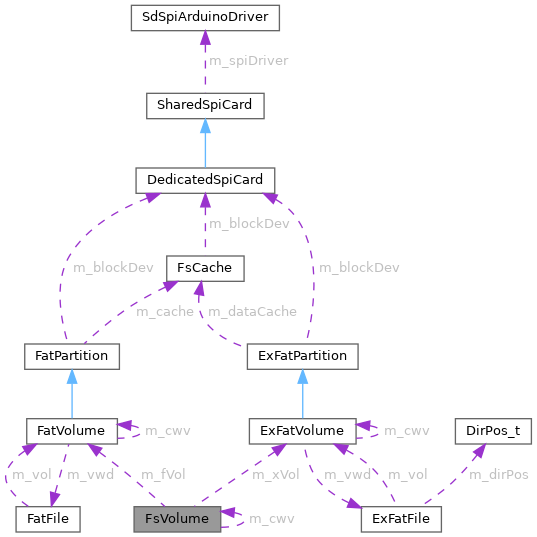 SdSpiArduinoDriver
m_spiDriver
SharedSpiCard
DedicatedSpiCard
m_blockDev
m_blockDev
m_blockDev
FsCache
m_cache
m_dataCache
FatPartition
ExFatPartition
FatVolume
m_cwv
ExFatVolume
m_cwv
DirPos_t
m_vol
m_vwd
m_fVol
m_xVol
m_vwd
m_vol
m_dirPos
FatFile
FsVolume
m_cwv
ExFatFile